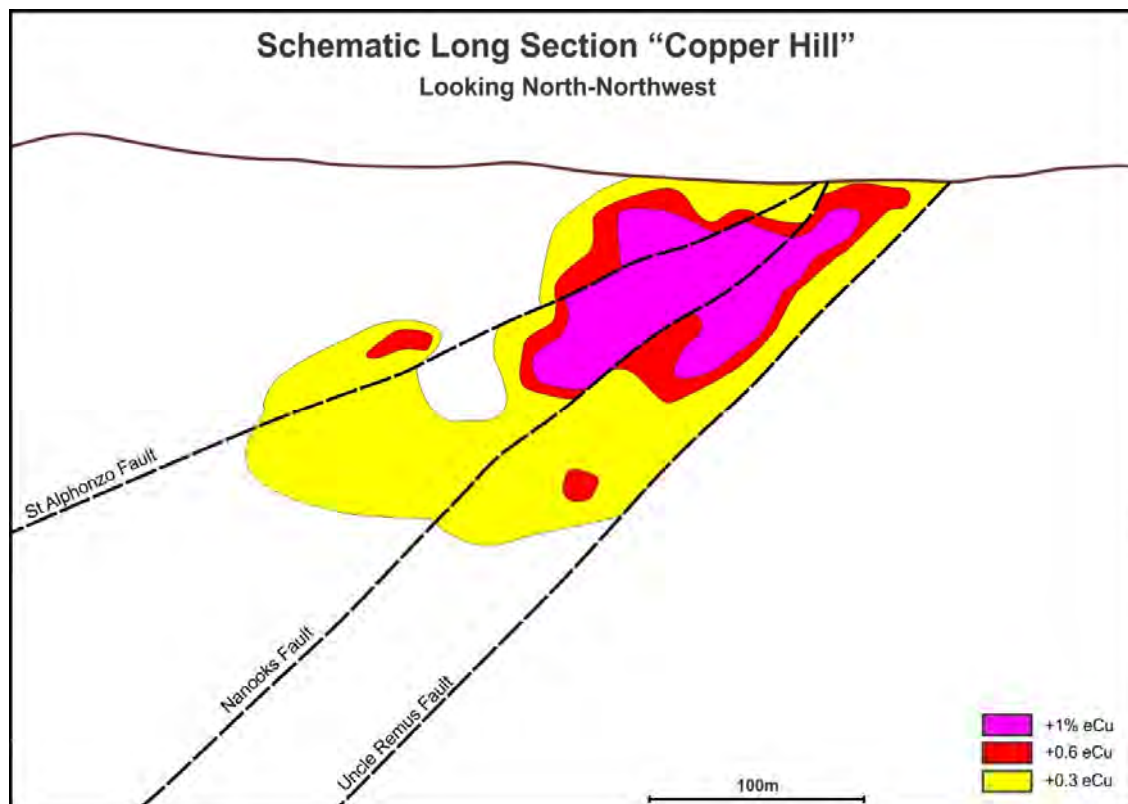 Schematic Long Section “Copper Hill”
Looking North-Northwest
St Alphonzo Fault
Nanooks Fault
Uncle Remus Fault
+1% eCu
+0.6 eCu
+0.3 eCu
100m